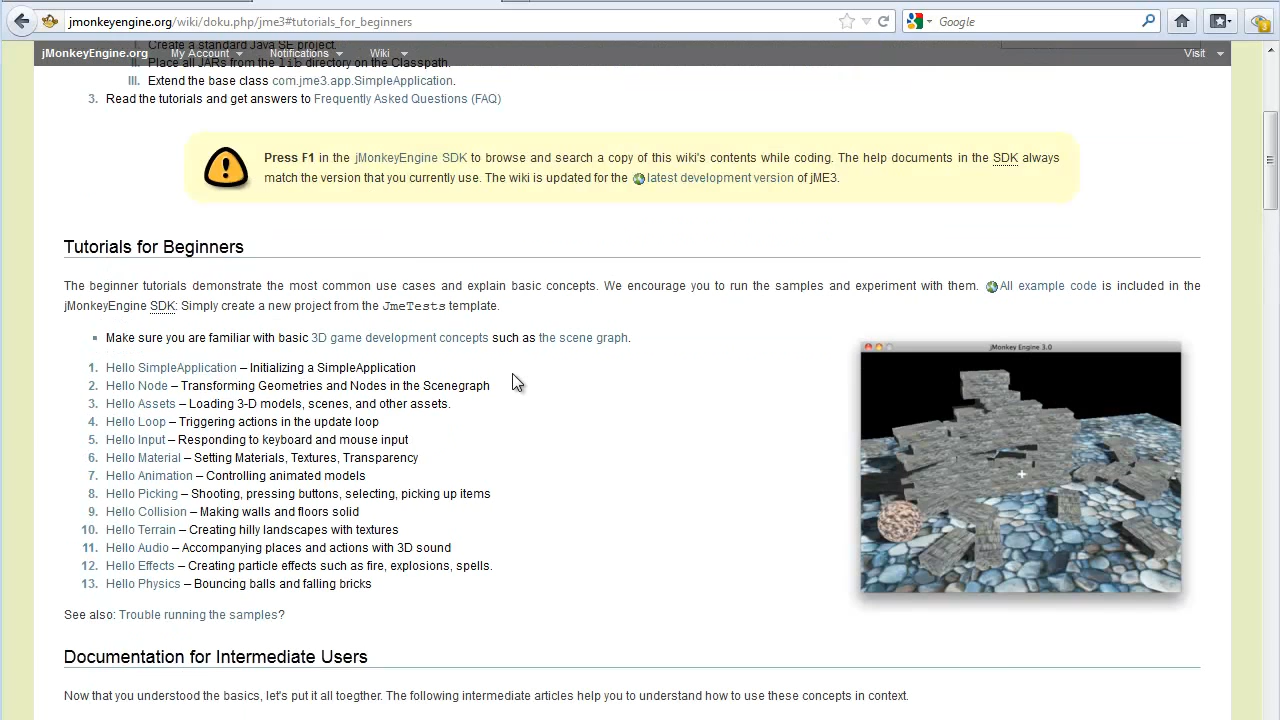 jmonkeyengine.org/wiki/doku.php/jme3#tutorials_for_beginners
Google
3
jMonkeyEngine.org My Account Notifications Wiki Visit
I. Create a standard Java SE project.
II. Place all JARs from the lib directory on the Classpath.
III. Extend the base class com.jme3.app.SimpleApplication.
3. Read the tutorials and get answers to Frequently Asked Questions (FAQ)
Press F1 in the jMonkeyEngine SDK to browse and search a copy of this wiki's contents while coding. The help documents in the SDK always
match the version that you currently use. The wiki is updated for the latest development version of jME3.
Tutorials for Beginners
The beginner tutorials demonstrate the most common use cases and explain basic concepts. We encourage you to run the samples and experiment with them. All example code is included in the
jMonkeyEngine SDK: Simply create a new project from the JmeTests template.
Make sure you are familiar with basic 3D game development concepts such as the scene graph.
jMonkey Engine 3.0
1. Hello SimpleApplication – Initializing a SimpleApplication
2. Hello Node – Transforming Geometries and Nodes in the Scenegraph
3. Hello Assets – Loading 3-D models, scenes, and other assets.
4. Hello Loop – Triggering actions in the update loop
5. Hello Input – Responding to keyboard and mouse input
6. Hello Material – Setting Materials, Textures, Transparency
7. Hello Animation – Controlling animated models
8. Hello Picking – Shooting, pressing buttons, selecting, picking up items
9. Hello Collision – Making walls and floors solid
10. Hello Terrain – Creating hilly landscapes with textures
11. Hello Audio – Accompanying places and actions with 3D sound
12. Hello Effects – Creating particle effects such as fire, explosions, spells.
13. Hello Physics – Bouncing balls and falling bricks
See also: Trouble running the samples?
Documentation for Intermediate Users
Now that you understood the basics, let's put it all toegther. The following intermediate articles help you to understand how to use these concepts in context.